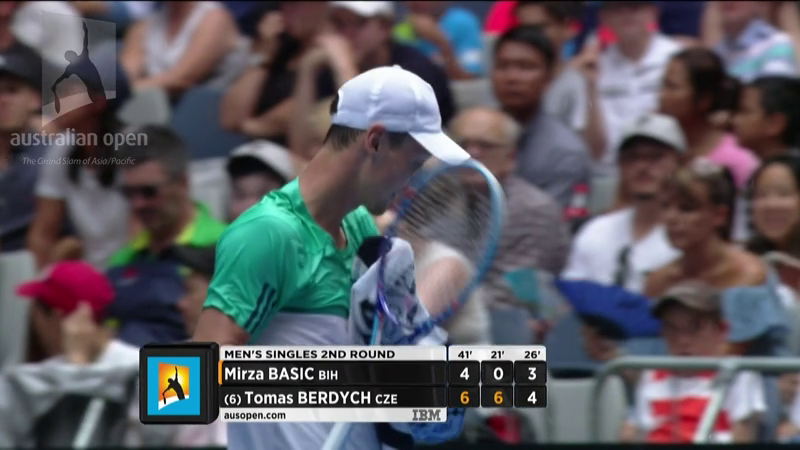 australian open
The Grand Slam of Asia/Pacific
MEN'S SINGLES 2ND ROUND 41' 21' 26'
Mirza BASIC BIH 4 0 3
(6) Tomas BERDYCH CZE 6 6 4
ausopen.com IBM